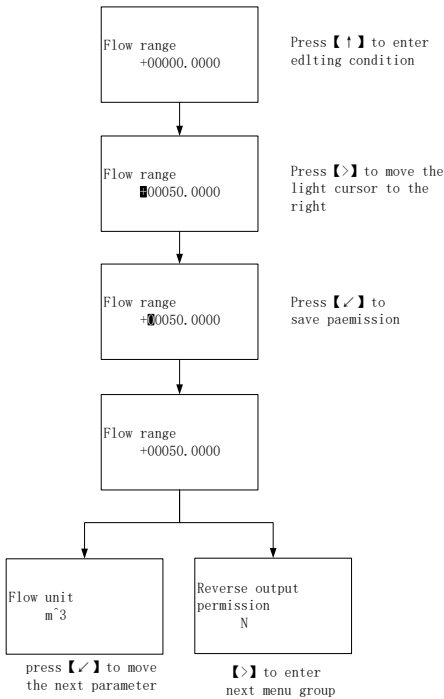 Flow range
+00000.0000
Press【↑】to enter
edlting condition
Flow range
+00050.0000
Press【>】to move the
light cursor to the
right
Flow range
+00050.0000
Press【↙】to
save paemission
Flow range
+00050.0000
Flow unit
m^3
press【↙】to move
the next parameter
Reverse output
permission
N
【>】to enter
next menu group